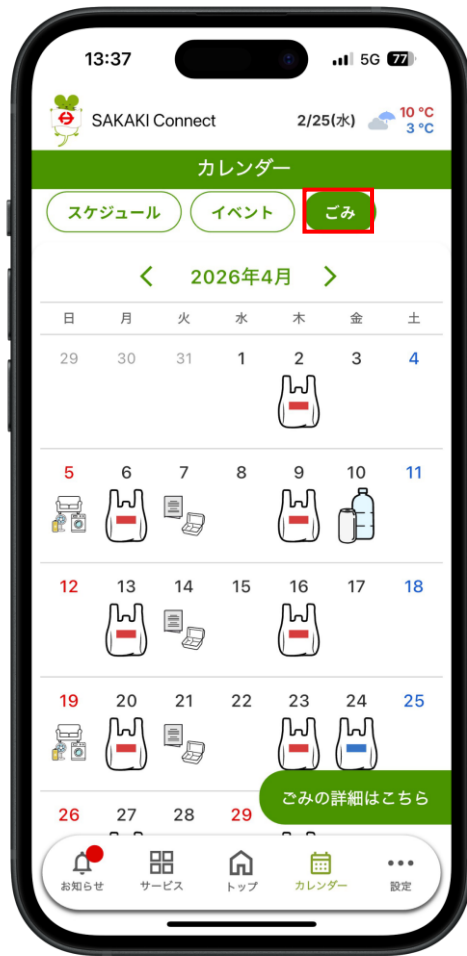 13:37 5G 77
SAKAKI Connect 2/25(水) 10 °C
3 °C
カレンダー
スケジュール イベント ごみ
2026年4月
日 月 火 水 木 金 土
29 30 31 1 2 3 4
5 6 7 8 9 10 11
12 13 14 15 16 17 18
19 20 21 22 23 24 25
ごみの詳細はこちら
26 27 28 29
お知らせ サービス トップ カレンダー 設定